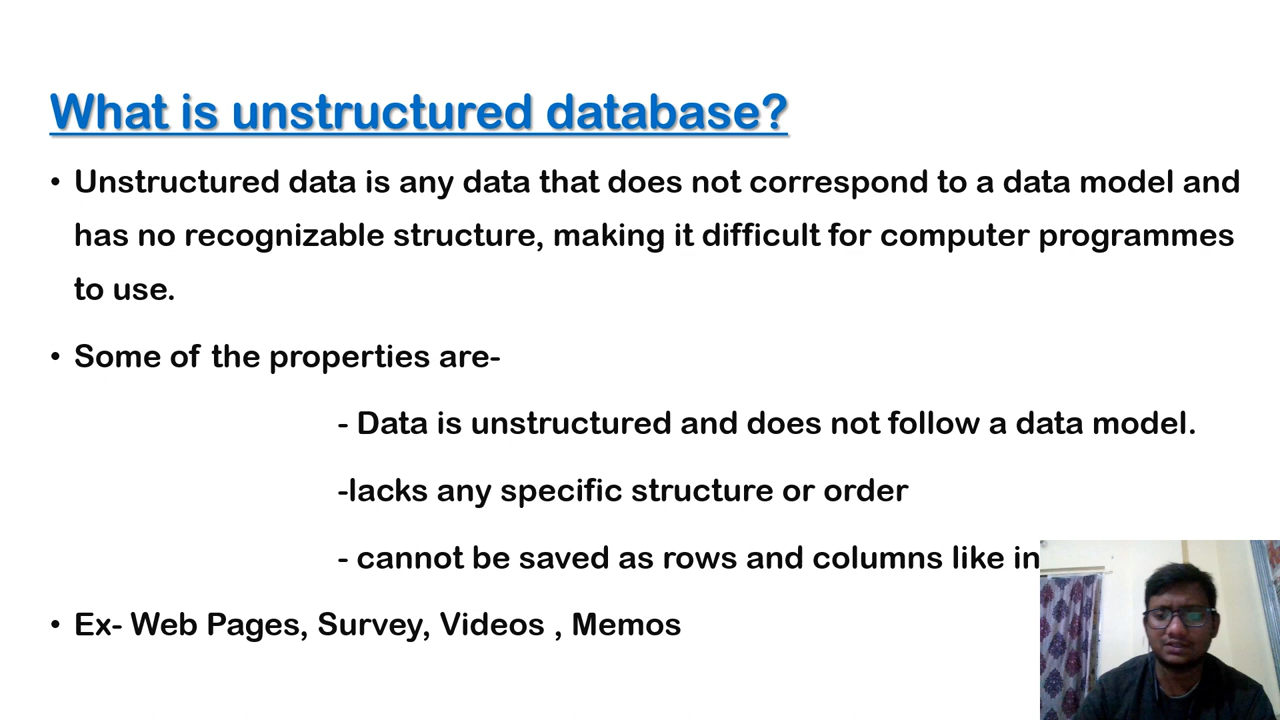 What is unstructured database?
• Unstructured data is any data that does not correspond to a data model and
has no recognizable structure, making it difficult for computer programmes
to use.
• Some of the properties are-
- Data is unstructured and does not follow a data model.
-lacks any specific structure or order
- cannot be saved as rows and columns like in
• Ex- Web Pages, Survey, Videos , Memos